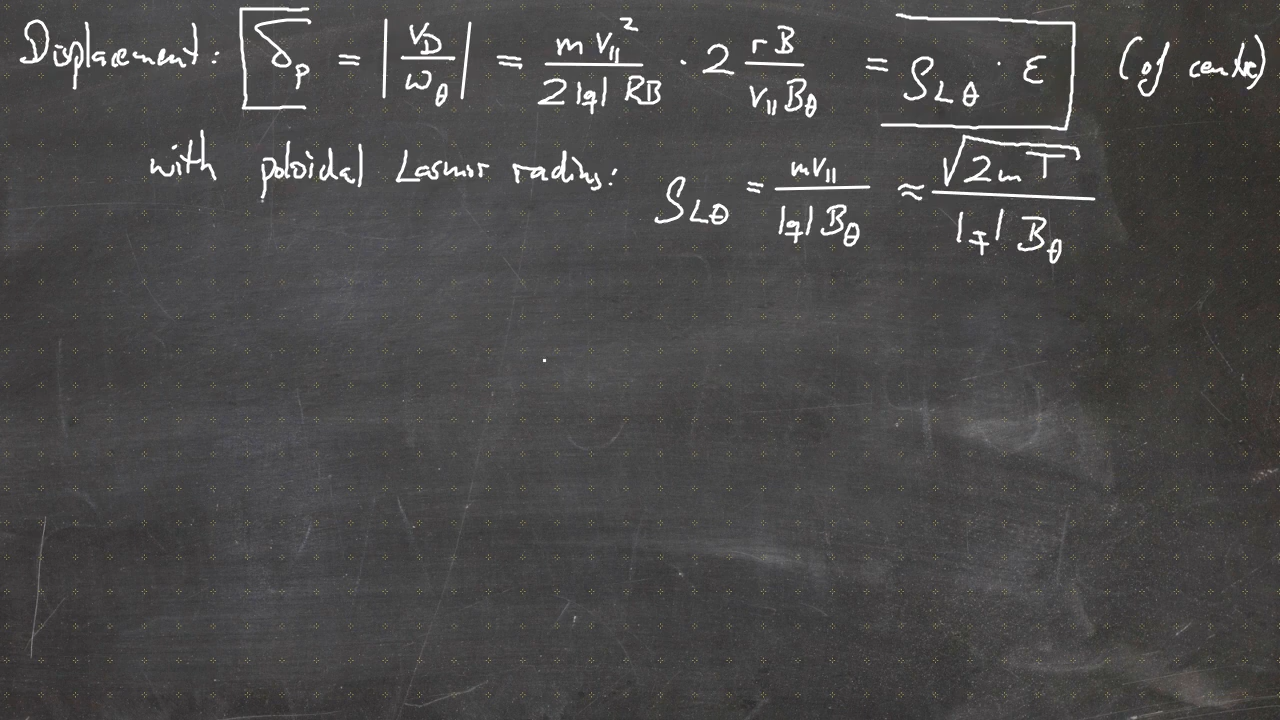 Displacement: δ_p = |v_D / ω_θ| = (m v_∥² / 2|q|RB) · 2 (rB / v_∥ B_θ) = ρ_Lθ · ε (of centre)
with poloidal Larmor radius: ρ_Lθ = m v_∥ / |q| B_θ ≈ √(2mT) / |q| B_θ